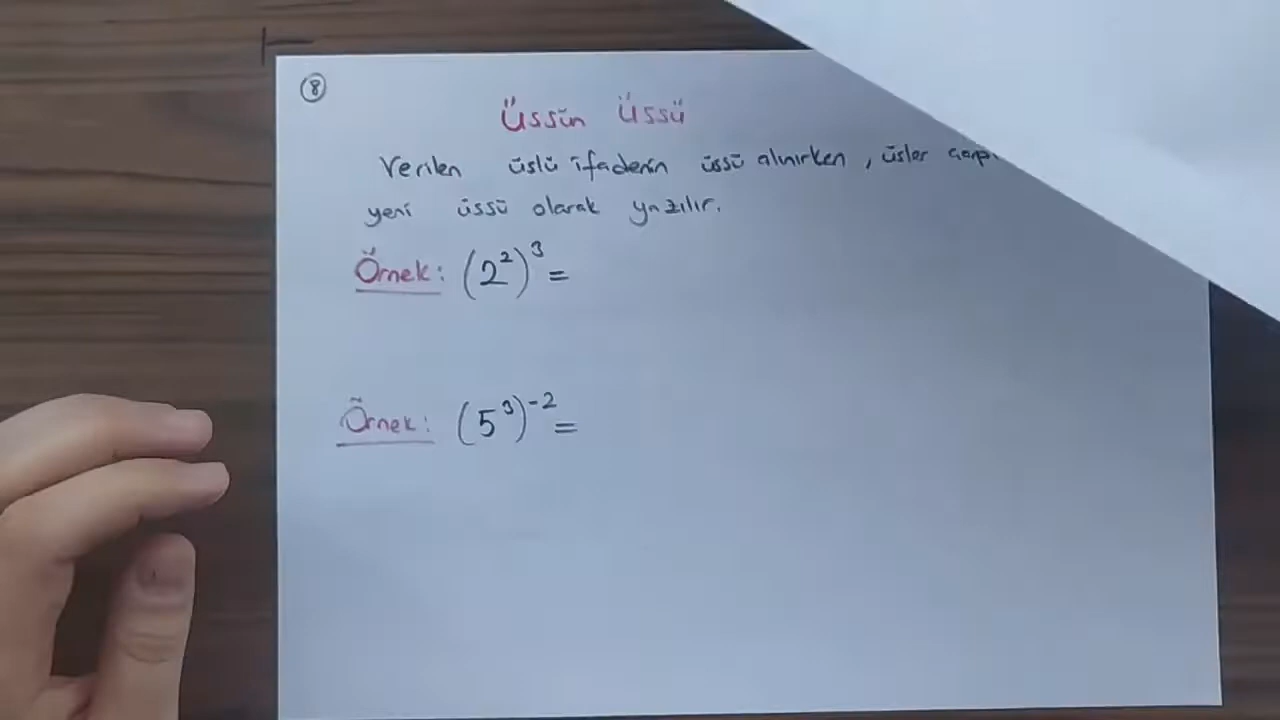 8
Üssün Üssü
Verilen üslü ifadenin üssü alınırken, üsler
yeni üssü olarak yazılır.
Örnek: (2²)³ =
Örnek: (5³)⁻² =